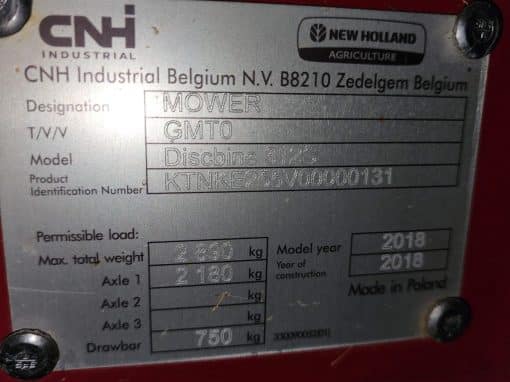 CNH
INDUSTRIAL
NEW HOLLAND
AGRICULTURE
CNH Industrial Belgium N.V. B8210 Zedelgem Belgium
Designation MOWER
T/V/V GMT0
Model Discbine
Product
Identification Number
Permissible load:
Max. total weight kg
Axle 1 2 180 kg
Axle 2 kg
Axle 3 kg
Drawbar 750 kg
Model year 2018
Year of
construction 2018
Made in Poland